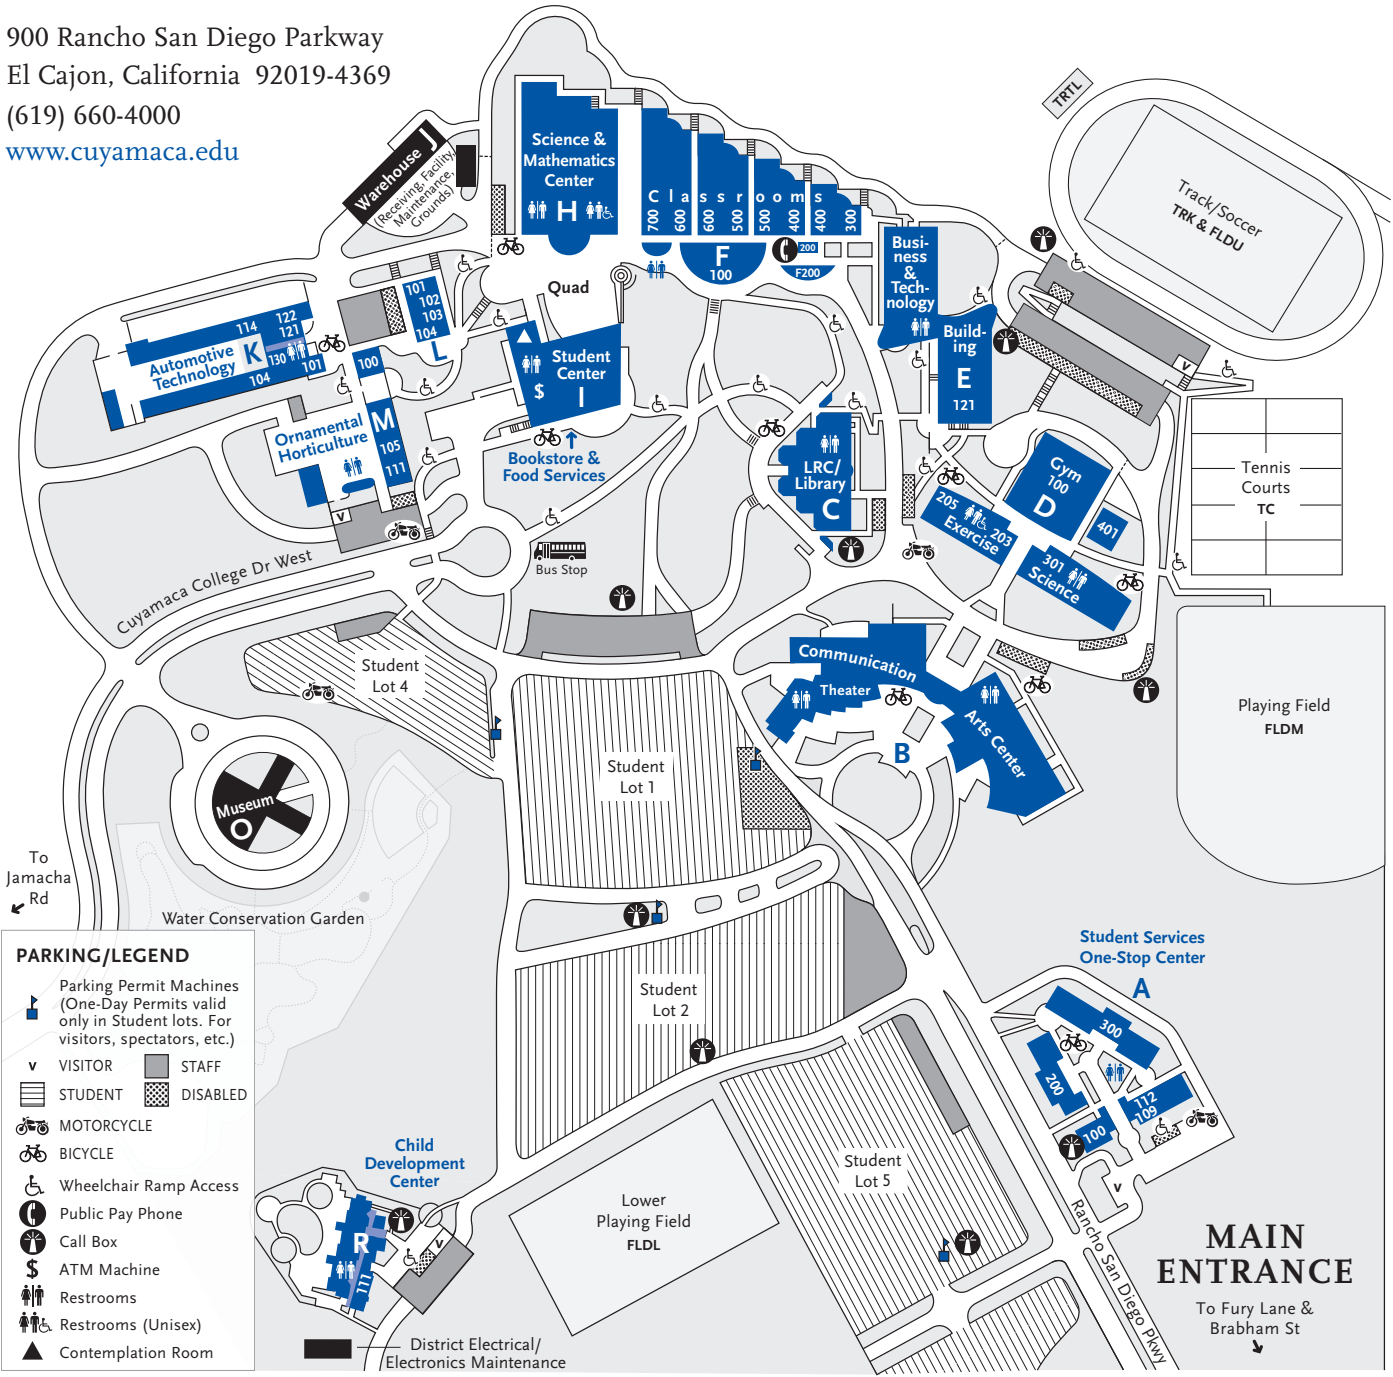 900 Rancho San Diego Parkway
El Cajon, California 92019-4369
(619) 660-4000
www.cuyamaca.edu
Warehouse J
(Receiving, Facility,
Maintenance,
Grounds)
Science &
Mathematics
Center
H
Classrooms
700
600
600
500
500
400
400
300
F
100
200
F200
Quad
Busi-
ness
&
Tech-
nology
Build-
ing
E
121
TRTL
Track/Soccer
TRK & FLDU
V
114
122
121
Automotive
Technology
K
130
101
104
101
102
103
104
L
100
M
105
111
Ornamental
Horticulture
V
Student
Center
$
I
Bookstore &
Food Services
LRC/
Library
C
Gym
100
D
401
205
203
Exercise
301
Science
Tennis
Courts
TC
Bus Stop
Cuyamaca College Dr West
Student
Lot 4
Communication
Theater
Arts Center
B
Playing Field
FLDM
Student
Lot 1
Museum
O
To
Jamacha
Rd
Water Conservation Garden
Student
Lot 2
Student Services
One-Stop Center
A
300
200
112
109
100
V
Student
Lot 5
Child
Development
Center
R
111
V
Lower
Playing Field
FLDL
Rancho San Diego Pkwy
MAIN
ENTRANCE
To Fury Lane &
Brabham St
District Electrical/
Electronics Maintenance
PARKING/LEGEND
Parking Permit Machines
(One-Day Permits valid
only in Student lots. For
visitors, spectators, etc.)
V VISITOR STAFF
STUDENT DISABLED
MOTORCYCLE
BICYCLE
Wheelchair Ramp Access
Public Pay Phone
Call Box
$ ATM Machine
Restrooms
Restrooms (Unisex)
Contemplation Room